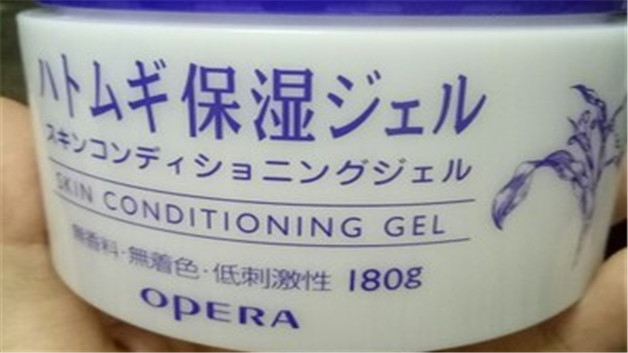 ハトムギ保湿ジェル
スキンコンディショニングジェル
SKIN CONDITIONING GEL
無香料・無着色・低刺激性 180g
OPERA